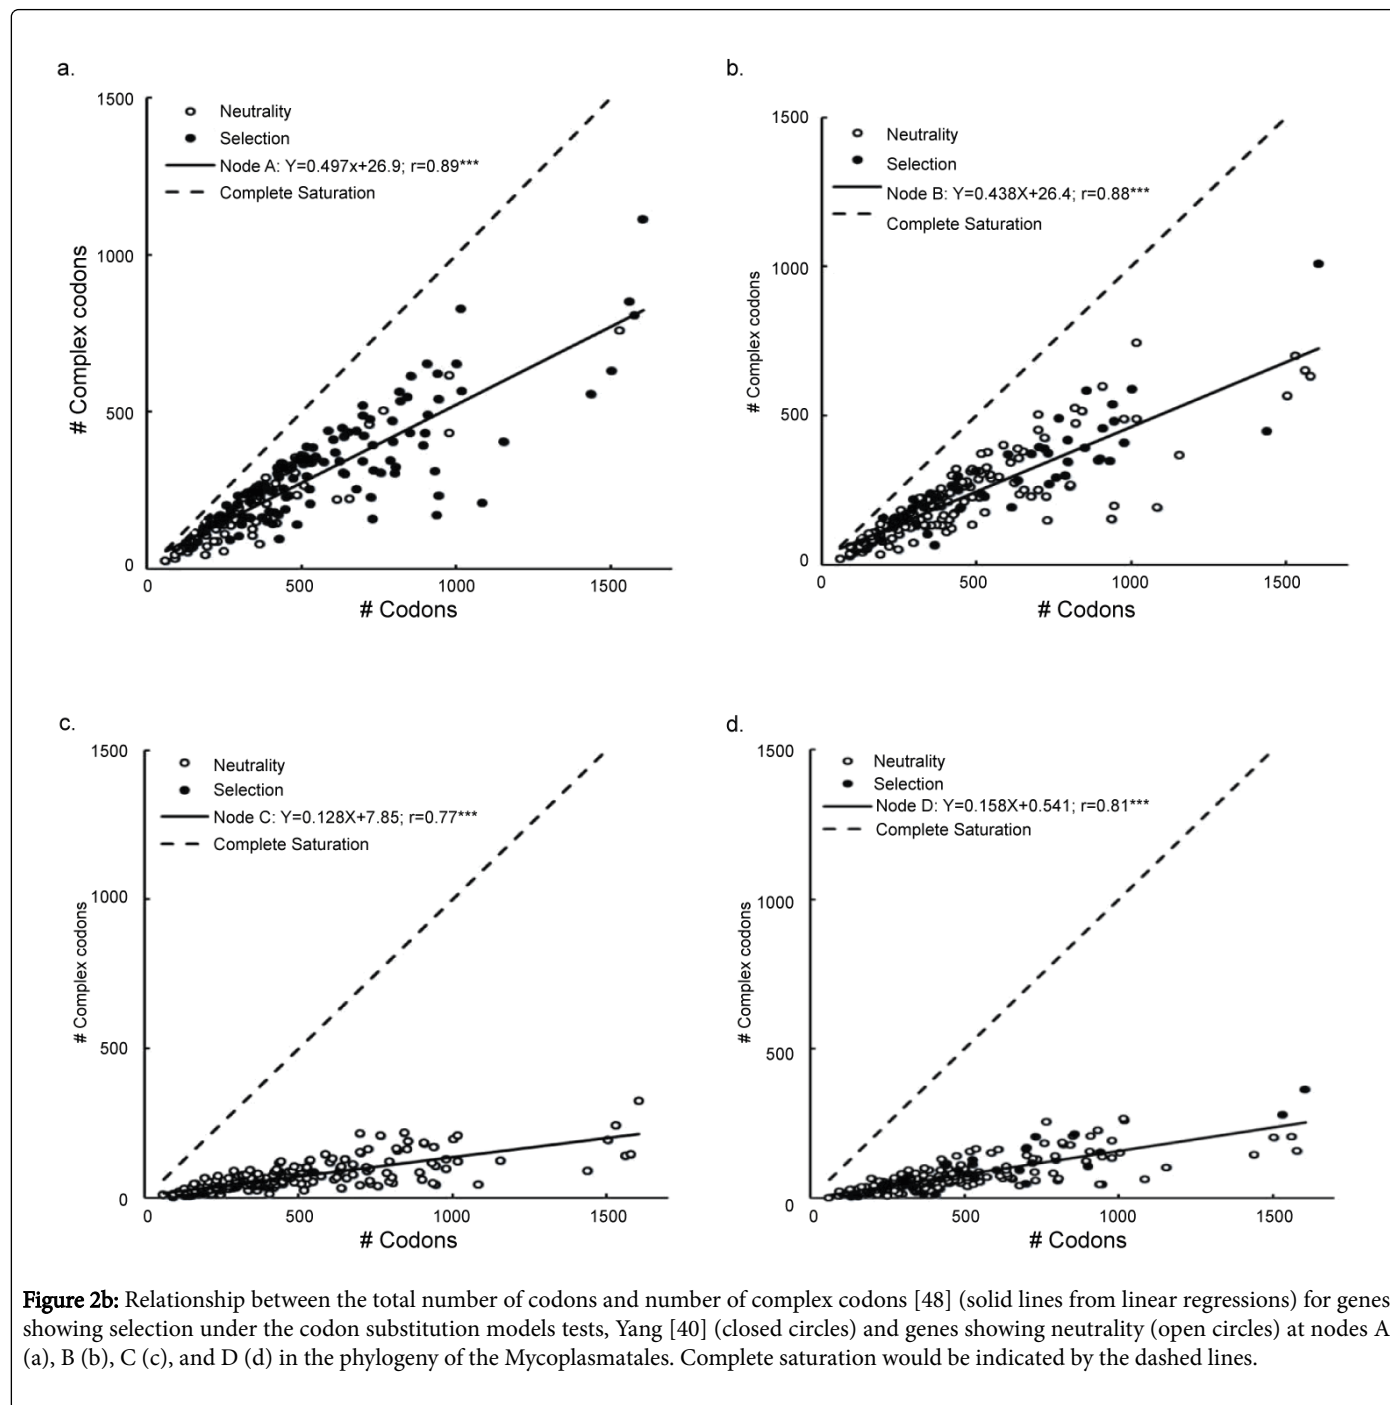 a.
1500
Neutrality
Selection
Node A: Y=0.497x+26.9; r=0.89***
Complete Saturation
1000
# Complex codons
500
0
0 500 1000 1500
# Codons
b.
1500
Neutrality
Selection
Node B: Y=0.438X+26.4; r=0.88***
Complete Saturation
1000
# Complex codons
500
0
0 500 1000 1500
# Codons
c.
1500
Neutrality
Selection
Node C: Y=0.128X+7.85; r=0.77***
Complete Saturation
1000
# Complex codons
500
0
0 500 1000 1500
# Codons
d.
1500
Neutrality
Selection
Node D: Y=0.158X+0.541; r=0.81***
Complete Saturation
1000
# Complex codons
500
0
0 500 1000 1500
# Codons
Figure 2b: Relationship between the total number of codons and number of complex codons [48] (solid lines from linear regressions) for genes
showing selection under the codon substitution models tests, Yang [40] (closed circles) and genes showing neutrality (open circles) at nodes A
(a), B (b), C (c), and D (d) in the phylogeny of the Mycoplasmatales. Complete saturation would be indicated by the dashed lines.